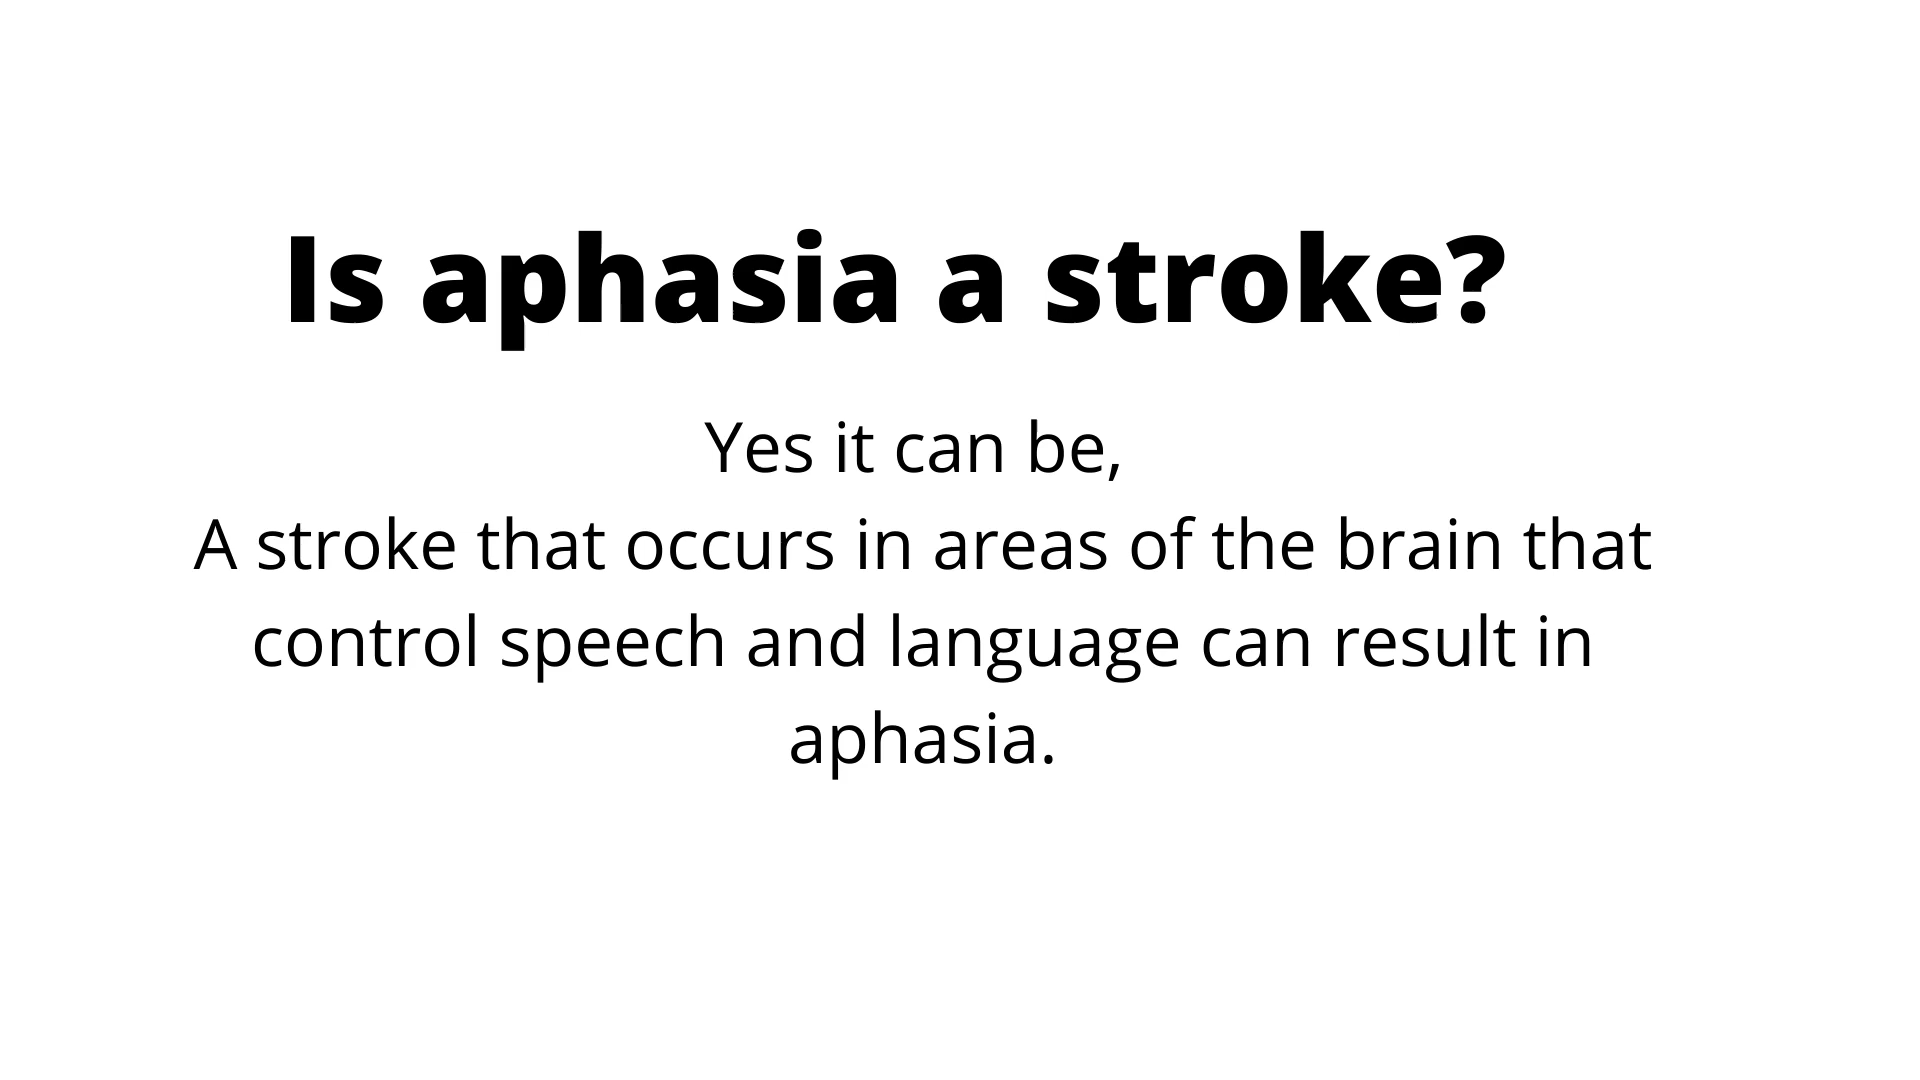 Is aphasia a stroke?
Yes it can be,
A stroke that occurs in areas of the brain that
control speech and language can result in
aphasia.